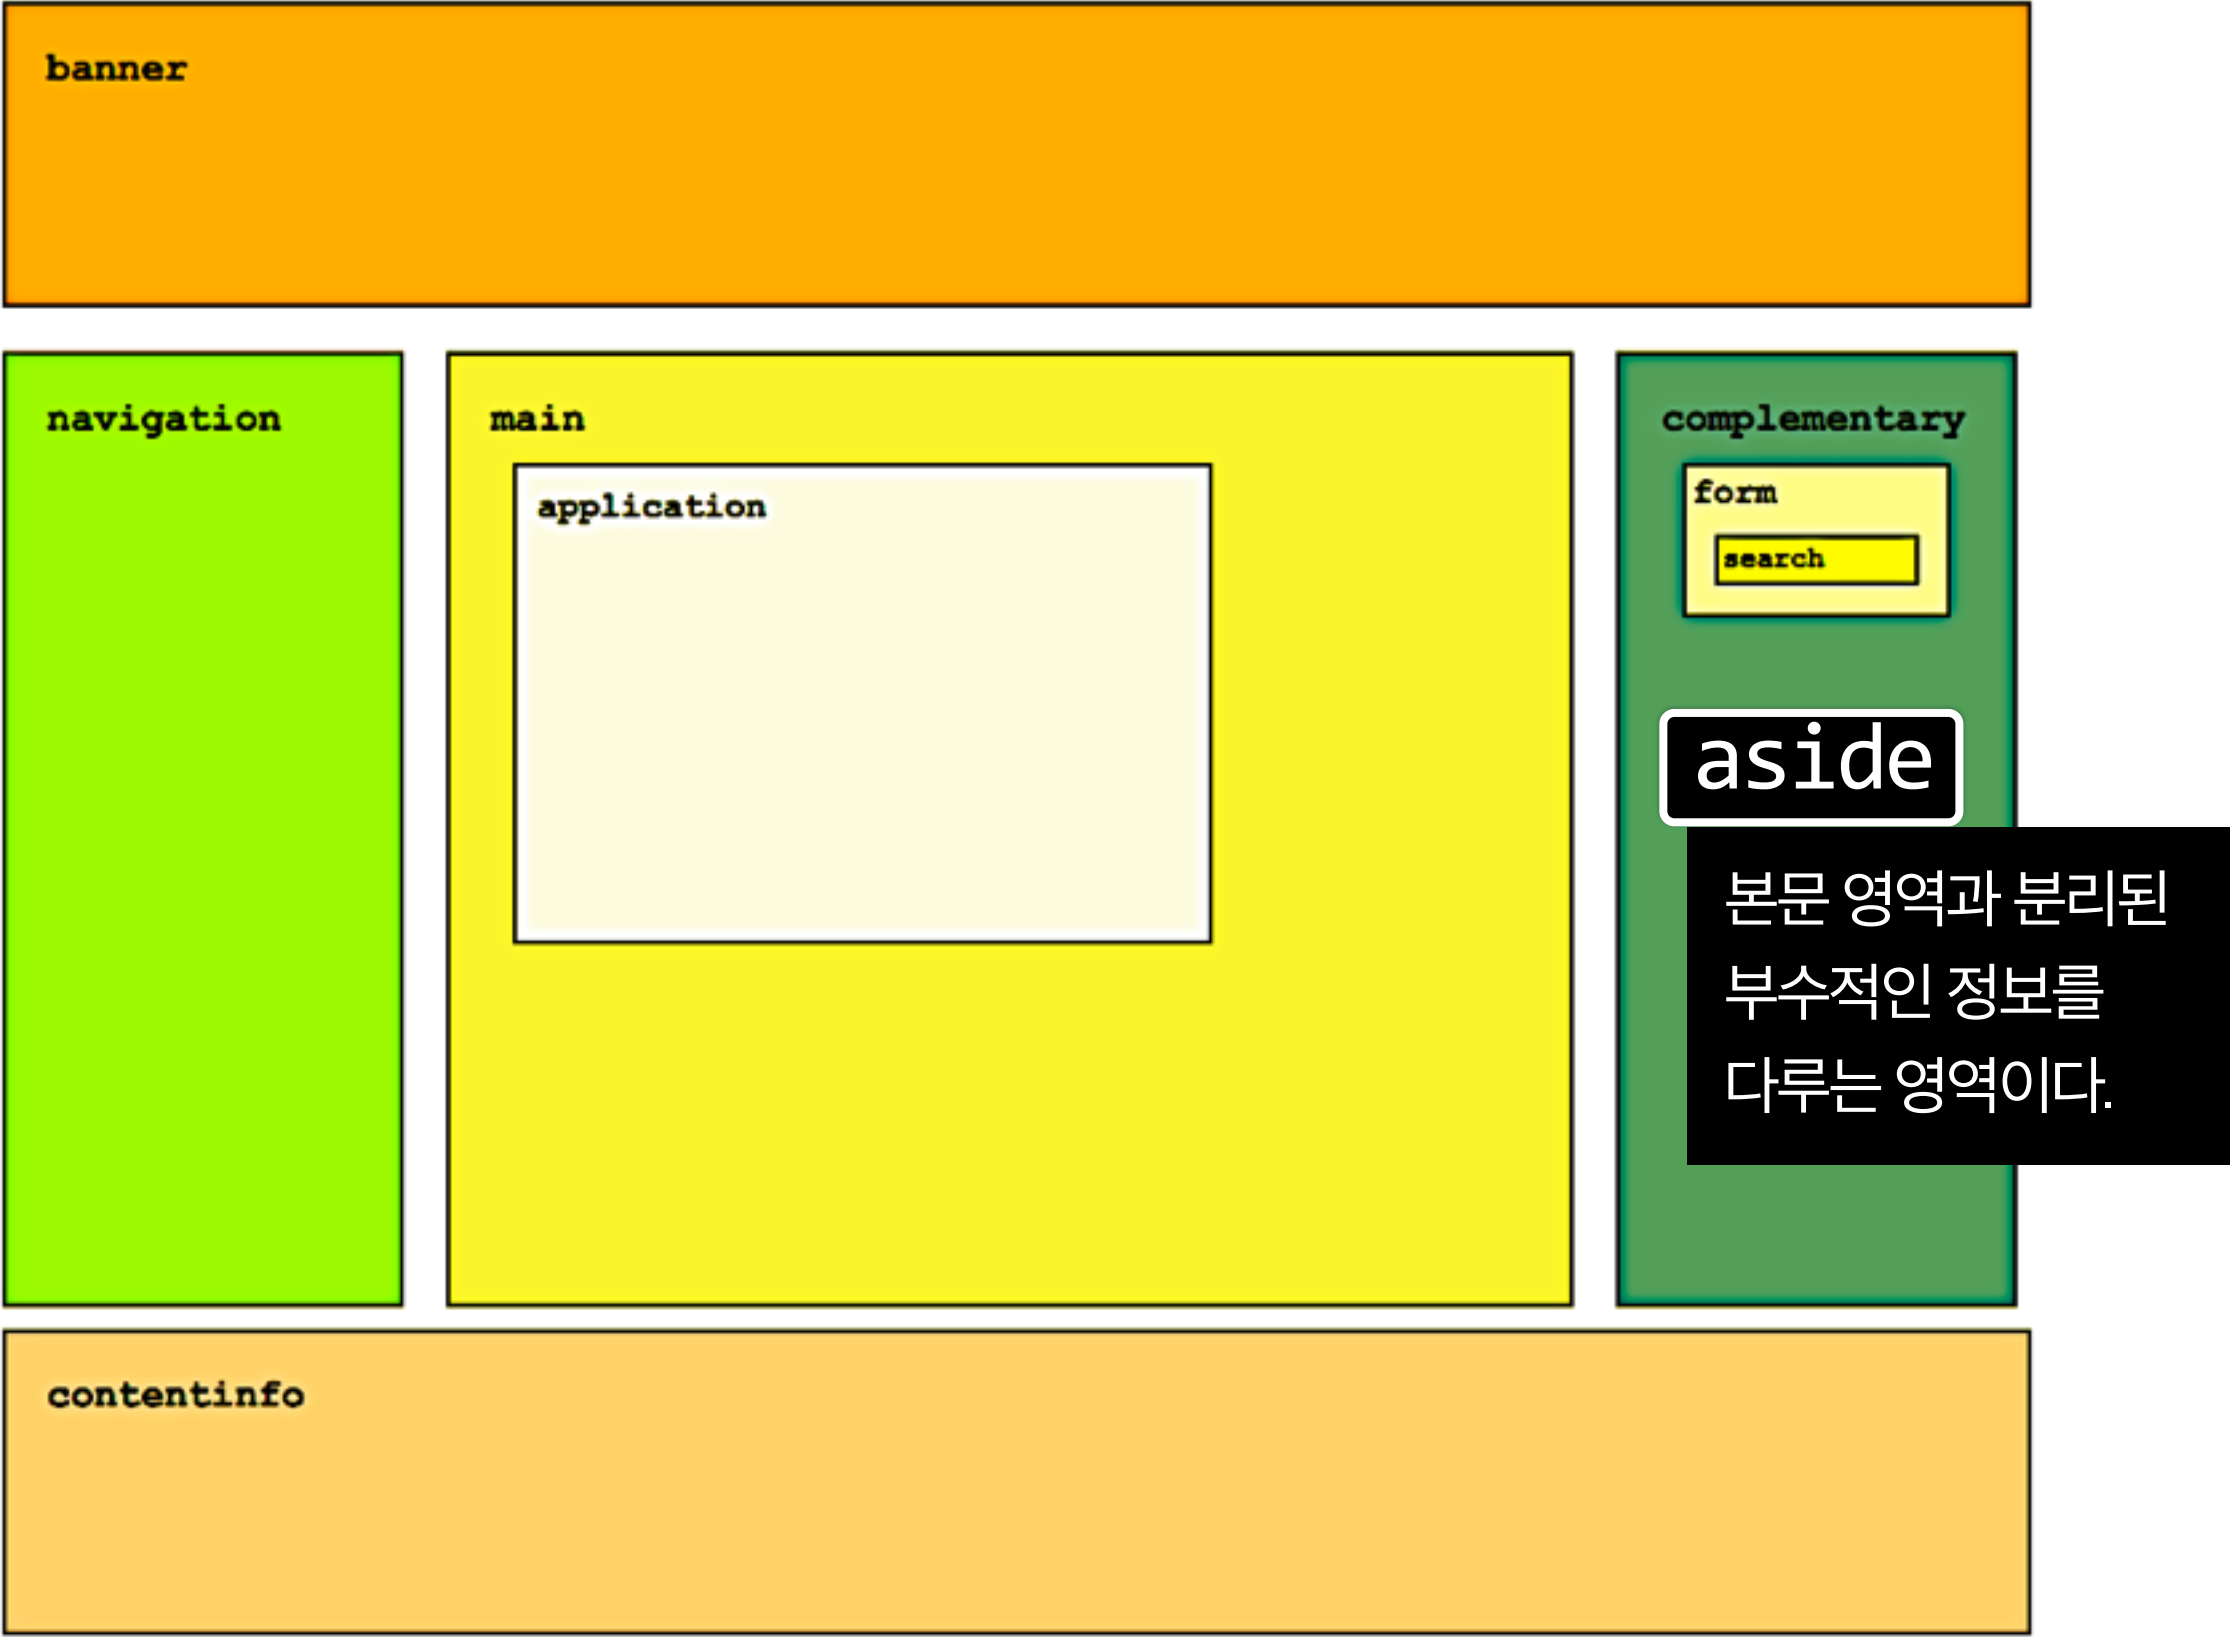 banner
navigation
main
application
complementary
form
search
aside
본문 영역과 분리된
부수적인 정보를
다루는 영역이다.
contentinfo